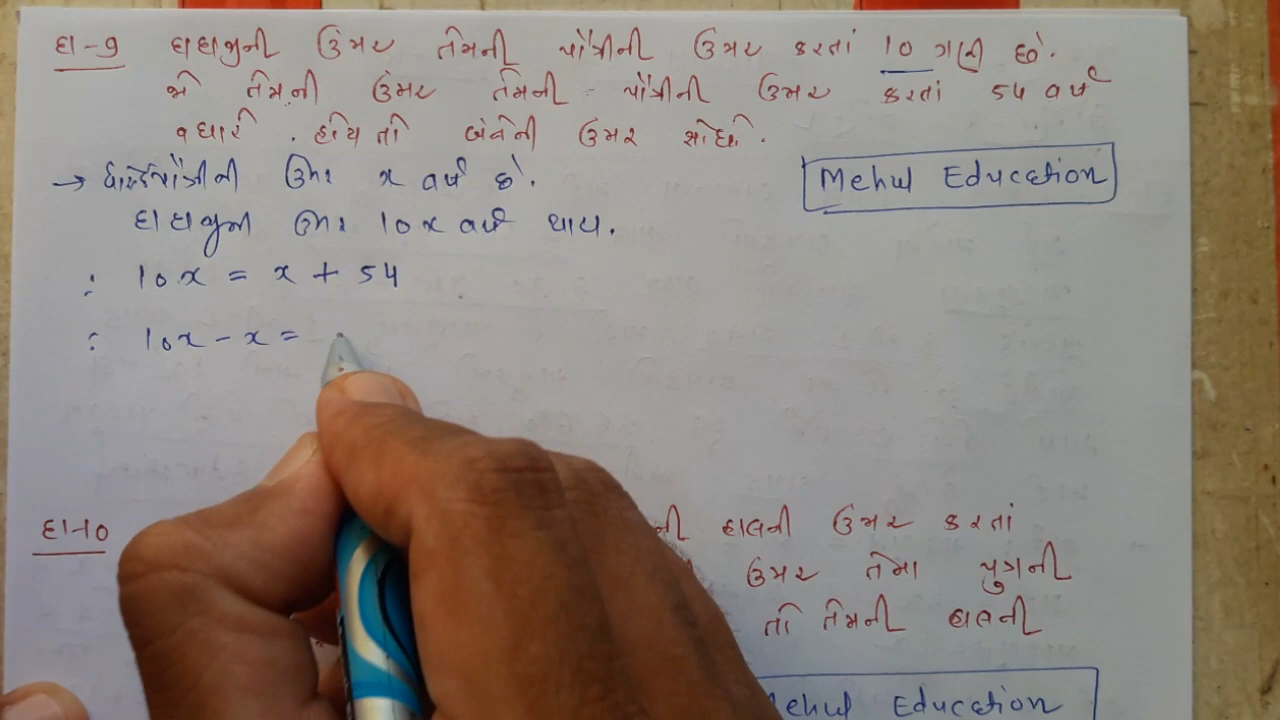 દા-9 દાદાજીની ઉંમર તેમની પૌત્રીની ઉંમર કરતાં 10 ગણી છે.
જો તેમની ઉંમર તેમની પૌત્રીની ઉંમર કરતાં 54 વર્ષ
વધારે હોય તો બંનેની ઉંમર શોધો.
Mehul Education
→ પૌત્રીની ઉંમર x વર્ષ છે.
દાદાજીની ઉંમર 10x વર્ષ થાય.
∴ 10x = x + 54
∴ 10x - x =
દા-10 ની હાલની ઉંમર કરતાં
ઉંમર તેમના પુત્રની
તો તેમની હાલની
Mehul Education